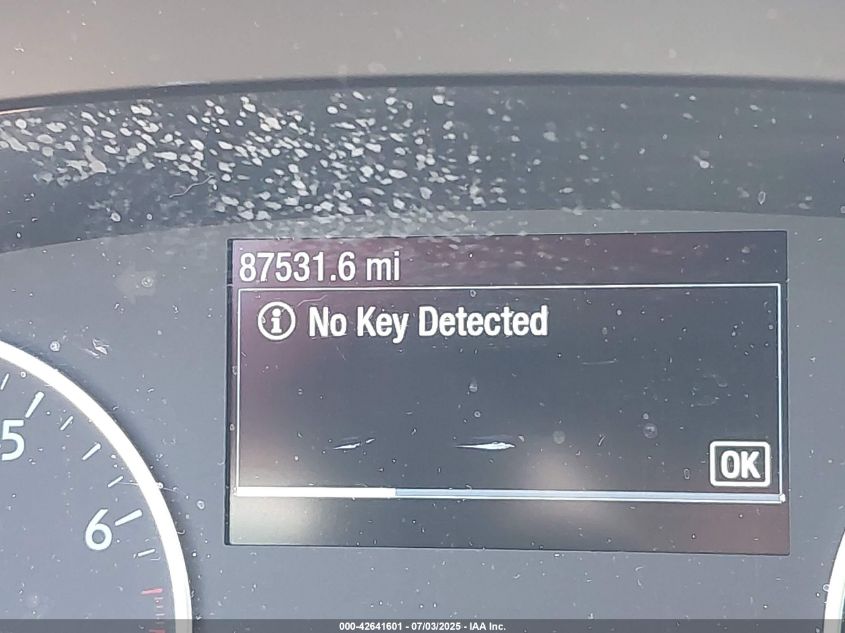 87531.6 mi
No Key Detected
OK
5
6
000-42641601 - 07/03/2025 - IAA Inc.